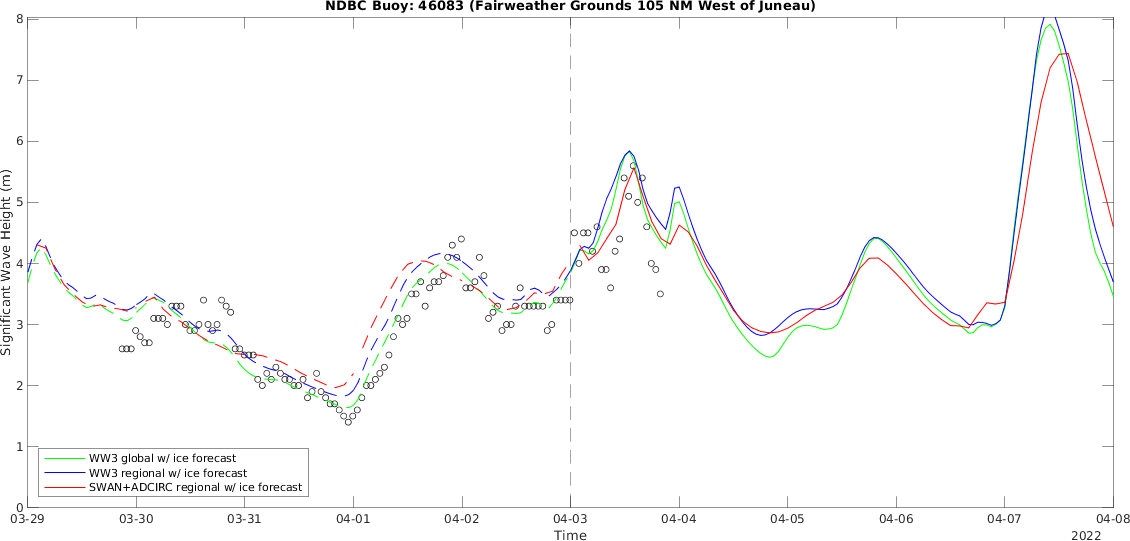 NDBC Buoy: 46083 (Fairweather Grounds 105 NM West of Juneau)
Significant Wave Height (m)
8
7
6
5
4
3
2
1
0
WW3 global w/ ice forecast
WW3 regional w/ ice forecast
SWAN+ADCIRC regional w/ ice forecast
03-29 03-30 03-31 04-01 04-02 04-03 04-04 04-05 04-06 04-07 04-08
Time
2022